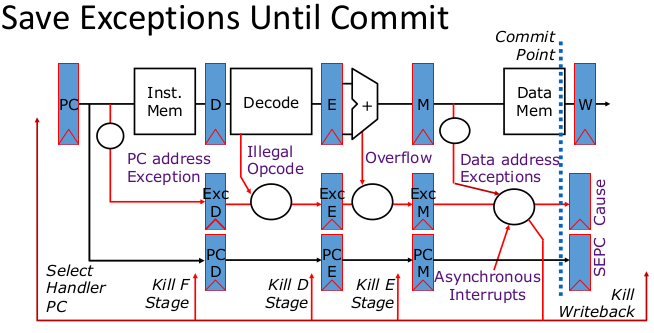 Save Exceptions Until Commit
Commit
Point
PC
Inst.
Mem
D
Decode
E
+
M
Data
Mem
W
PC address
Exception
Illegal
Opcode
Overflow
Data address
Exceptions
Exc
D
Exc
E
Exc
M
Cause
PC
D
PC
E
PC
M
SEPC
Select
Handler
PC
Kill F
Stage
Kill D
Stage
Kill E
Stage
Asynchronous
Interrupts
Kill
Writeback